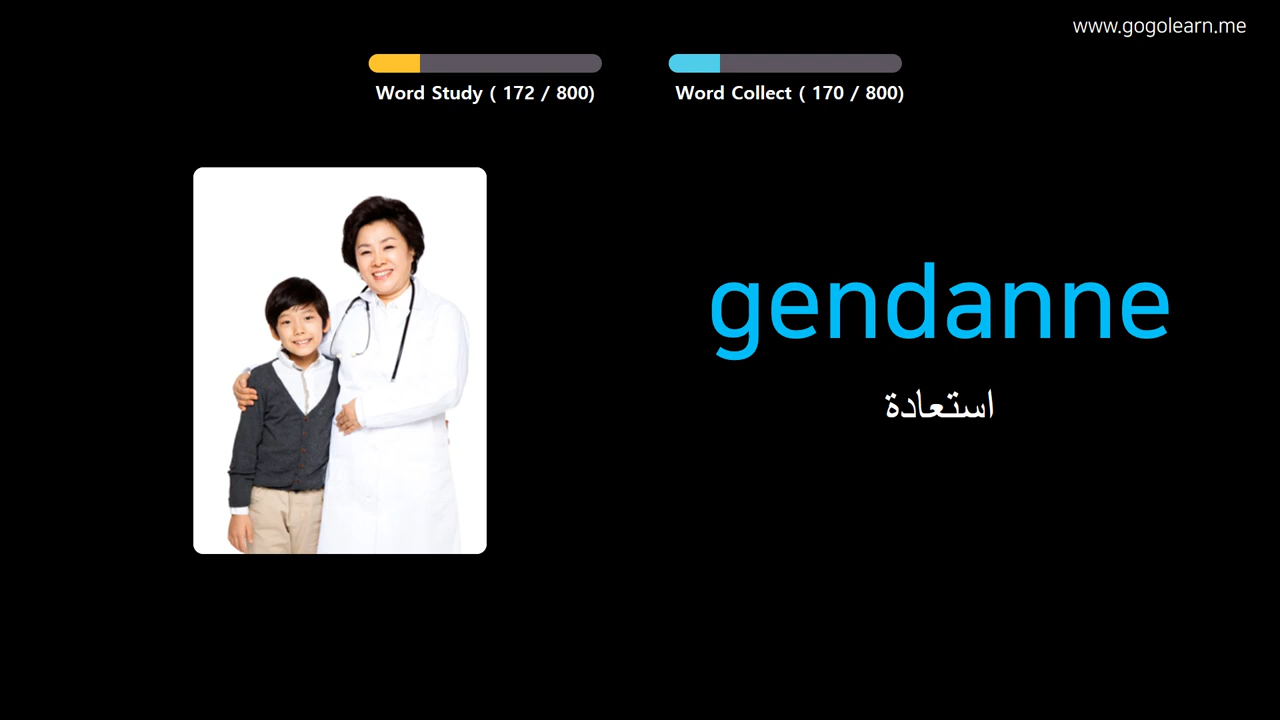 www.gogolearn.me
Word Study ( 172 / 800)
Word Collect ( 170 / 800)
gendanne
استعادة